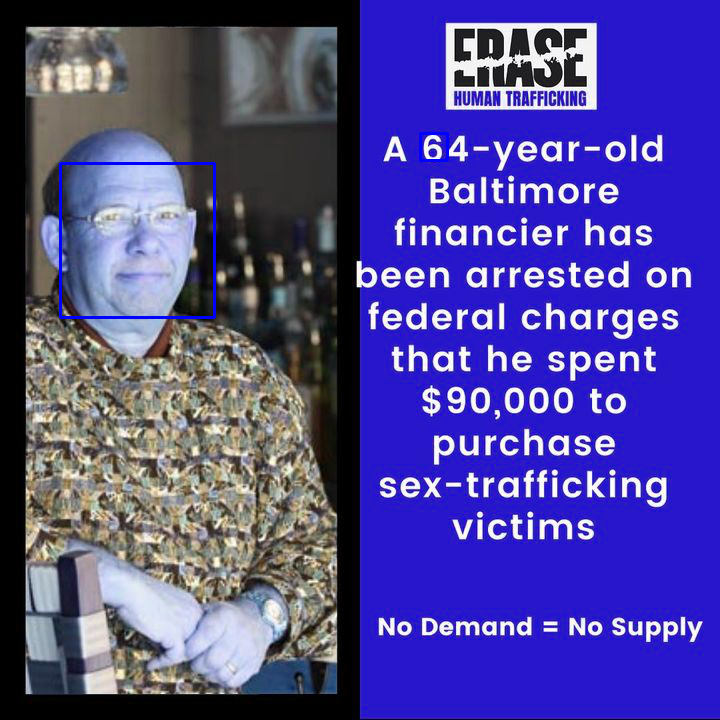 ERASE
HUMAN TRAFFICKING
A 64-year-old
Baltimore
financier has
been arrested on
federal charges
that he spent
$90,000 to
purchase
sex-trafficking
victims
No Demand = No Supply